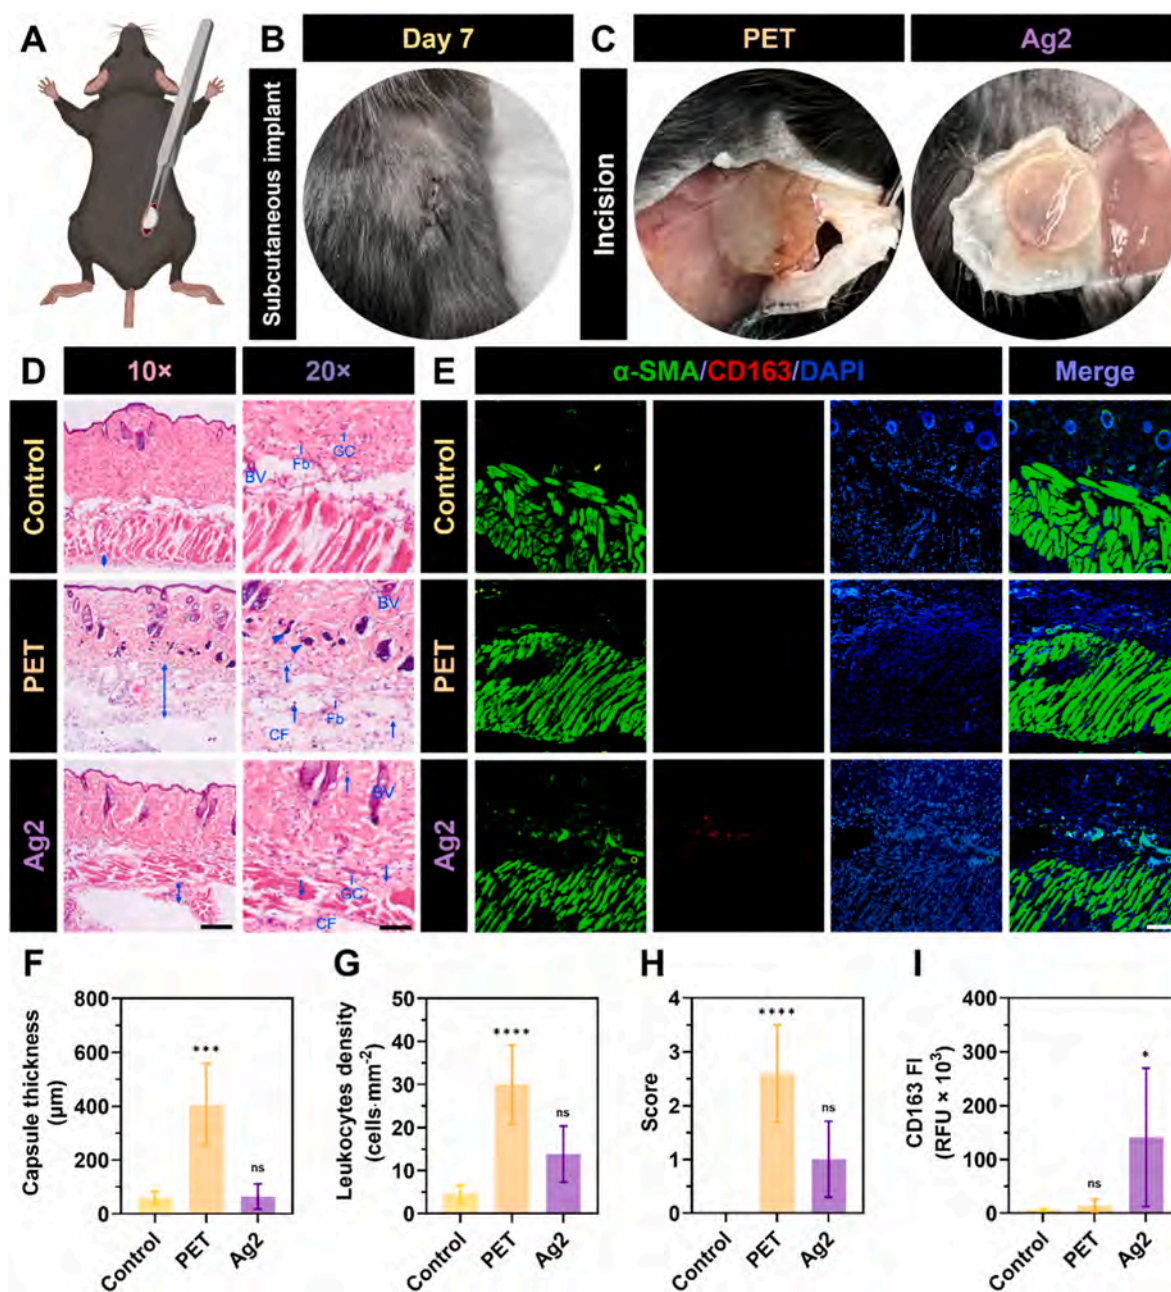 A
B
Day 7
C
PET
Ag2
Subcutaneous implant
Incision
D
10×
20×
E
α-SMA/CD163/DAPI
Merge
Control
Fb
GC
BV
Control
PET
BV
CF
Fb
PET
Ag2
BV
GC
CF
Ag2
F
Capsule thickness
(μm)
800
600
400
200
0
***
ns
Control
PET
Ag2
G
Leukocytes density
(cells·mm⁻²)
50
40
30
20
10
0
****
ns
Control
PET
Ag2
H
Score
4
3
2
1
0
****
ns
Control
PET
Ag2
I
CD163 FI
(RFU × 10³)
400
300
200
100
0
ns
*
Control
PET
Ag2